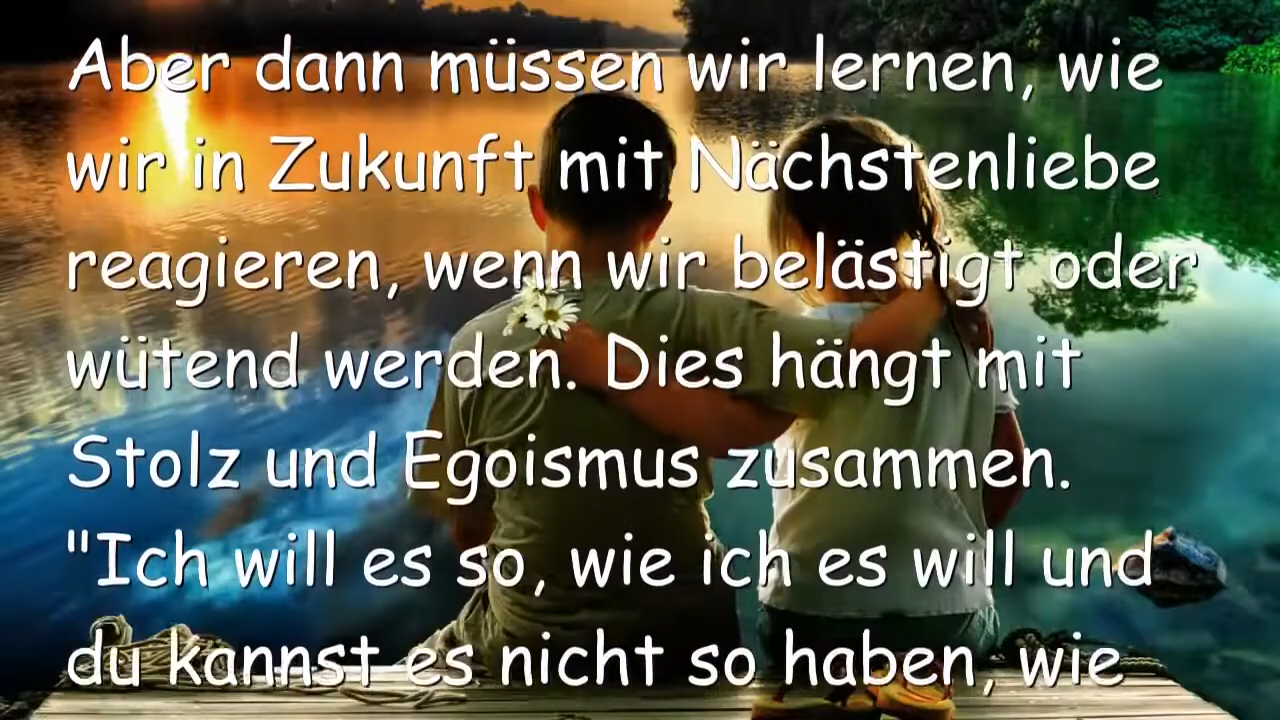 Aber dann müssen wir lernen, wie
wir in Zukunft mit Nächstenliebe
reagieren, wenn wir belästigt oder
wütend werden. Dies hängt mit
Stolz und Egoismus zusammen.
"Ich will es so, wie ich es will und
du kannst es nicht so haben, wie